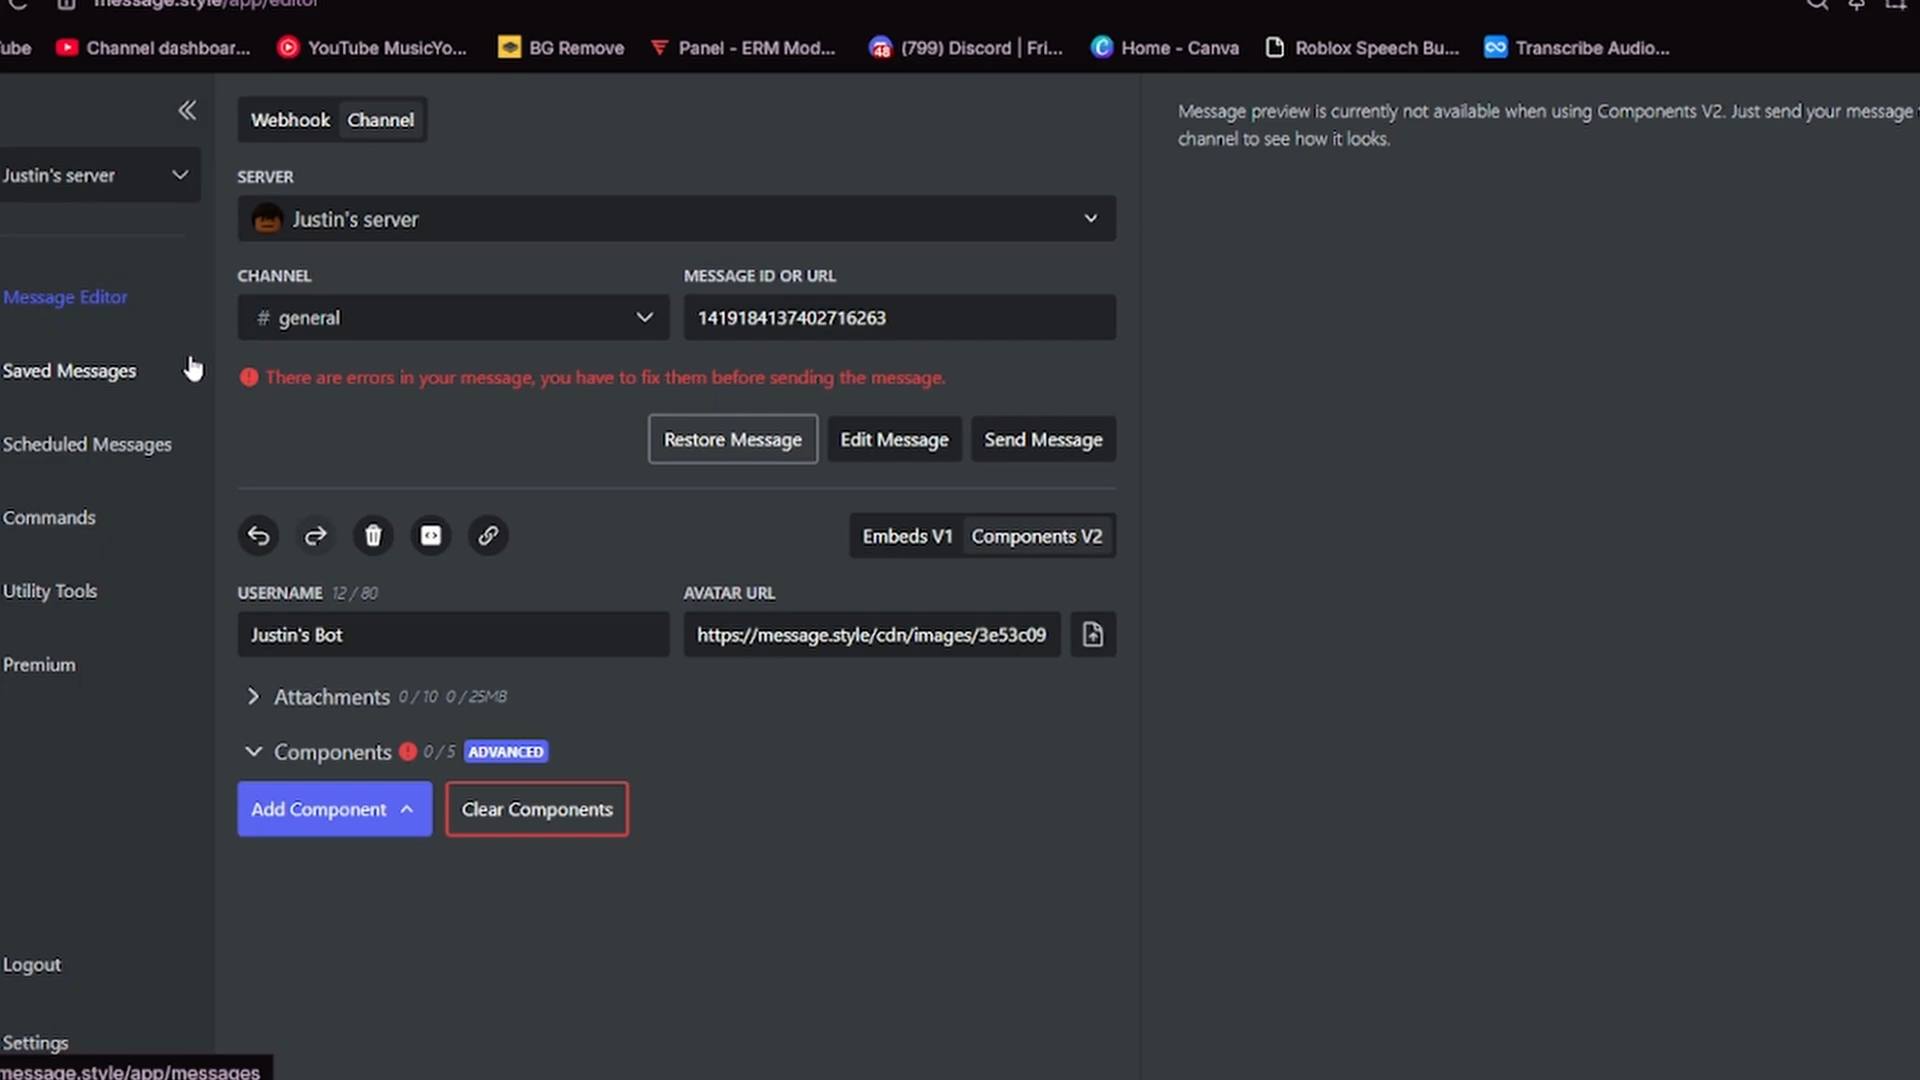 message.style/app/editor
ube
Channel dashboar...
YouTube MusicYo...
BG Remove
Panel - ERM Mod...
48
(799) Discord | Fri...
Home - Canva
Roblox Speech Bu...
Transcribe Audio...
Justin's server
Message Editor
Saved Messages
Scheduled Messages
Commands
Utility Tools
Premium
Logout
Settings
message.style/app/messages
Webhook Channel
SERVER
Justin's server
CHANNEL
MESSAGE ID OR URL
# general
1419184137402716263
There are errors in your message, you have to fix them before sending the message.
Restore Message
Edit Message
Send Message
Embeds V1 Components V2
USERNAME 12 / 80
AVATAR URL
Justin's Bot
https://message.style/cdn/images/3e53c09
Attachments 0 / 10 0 / 25MB
Components 0 / 5 ADVANCED
Add Component
Clear Components
Message preview is currently not available when using Components V2. Just send your message
channel to see how it looks.